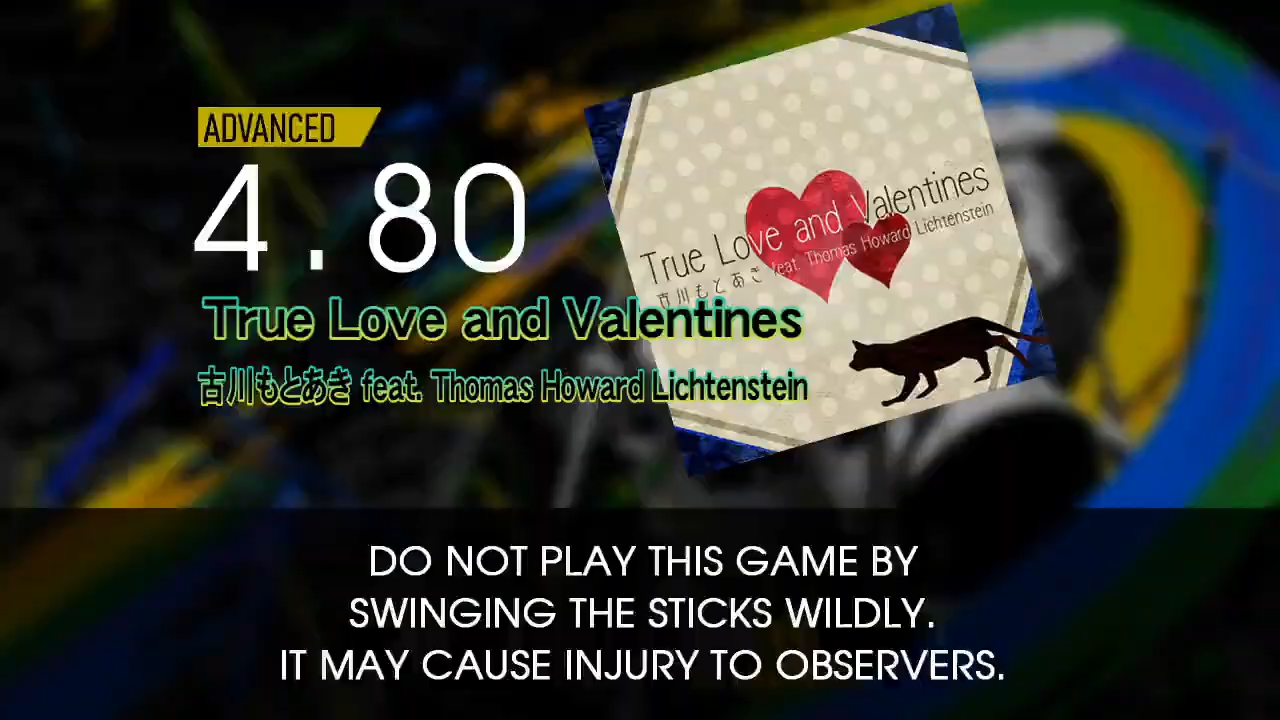 ADVANCED
4.80
True Love and Valentines
古川もとあき feat. Thomas Howard Lichtenstein
True Love and Valentines
古川もとあき feat. Thomas Howard Lichtenstein
DO NOT PLAY THIS GAME BY
SWINGING THE STICKS WILDLY.
IT MAY CAUSE INJURY TO OBSERVERS.